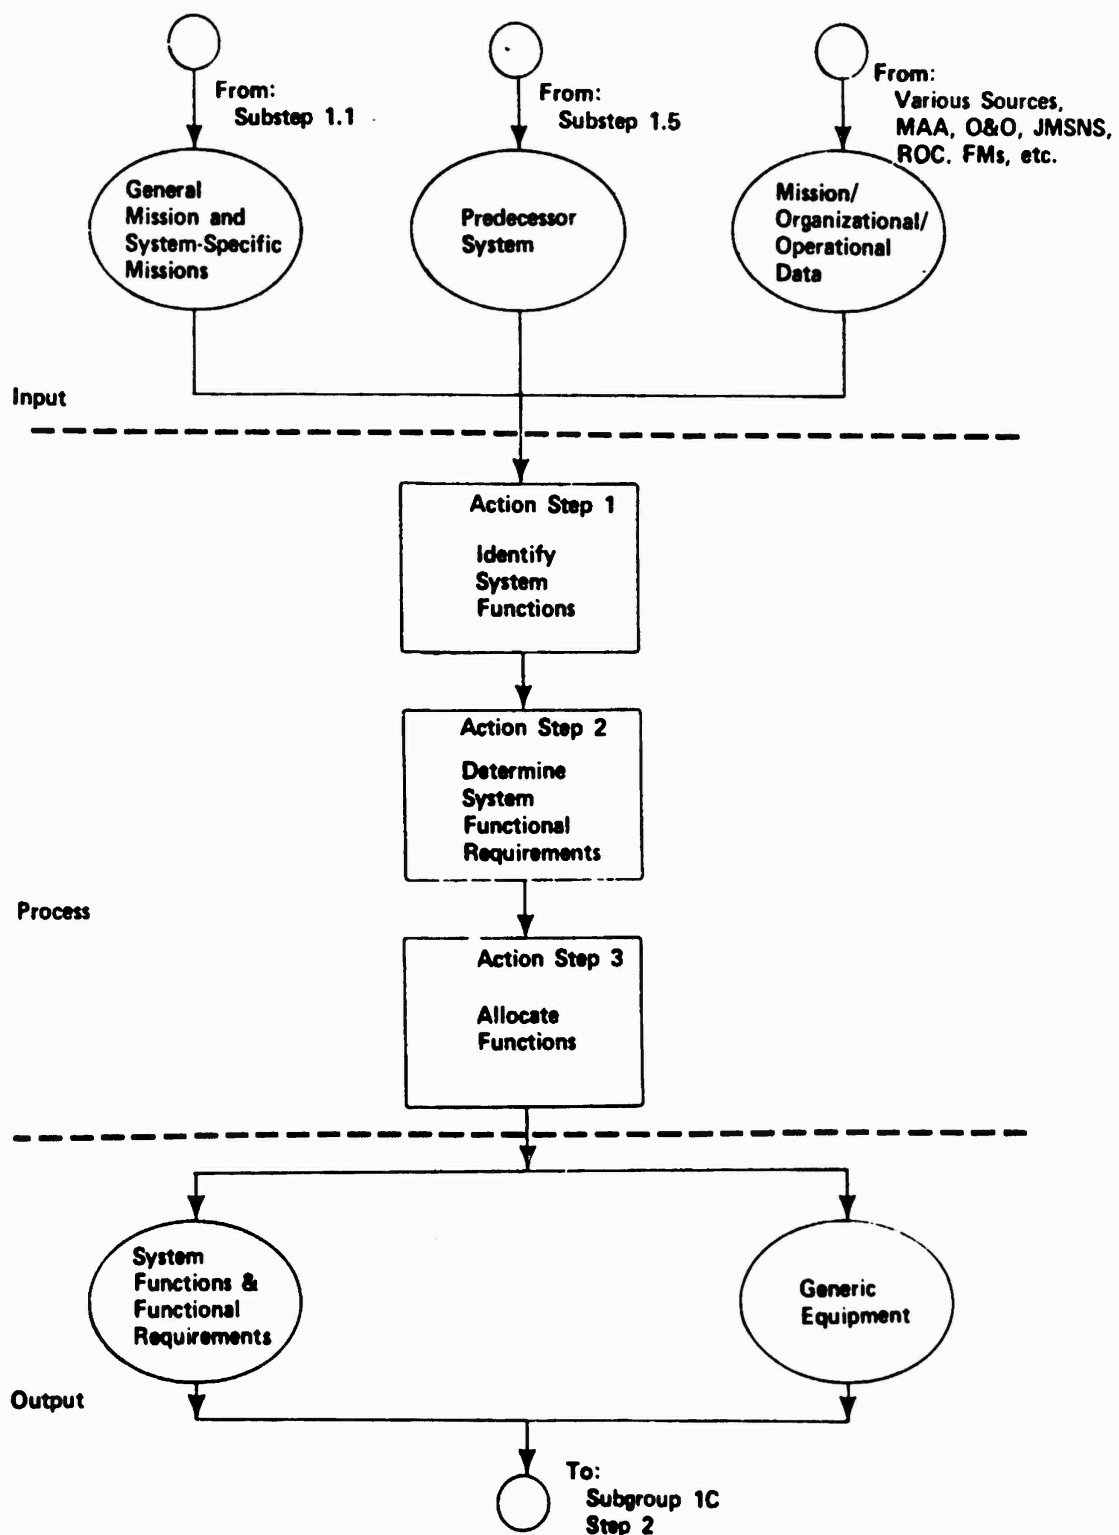 From:
Substep 1.1
From:
Substep 1.5
From:
Various Sources,
MAA, O&O, JMSNS,
ROC. FMs, etc.
General
Mission and
System-Specific
Missions
Predecessor
System
Mission/
Organizational/
Operational
Data
Input
Action Step 1
Identify
System
Functions
Action Step 2
Determine
System
Functional
Requirements
Process
Action Step 3
Allocate
Functions
System
Functions &
Functional
Requirements
Generic
Equipment
Output
To:
Subgroup 1C
Step 2